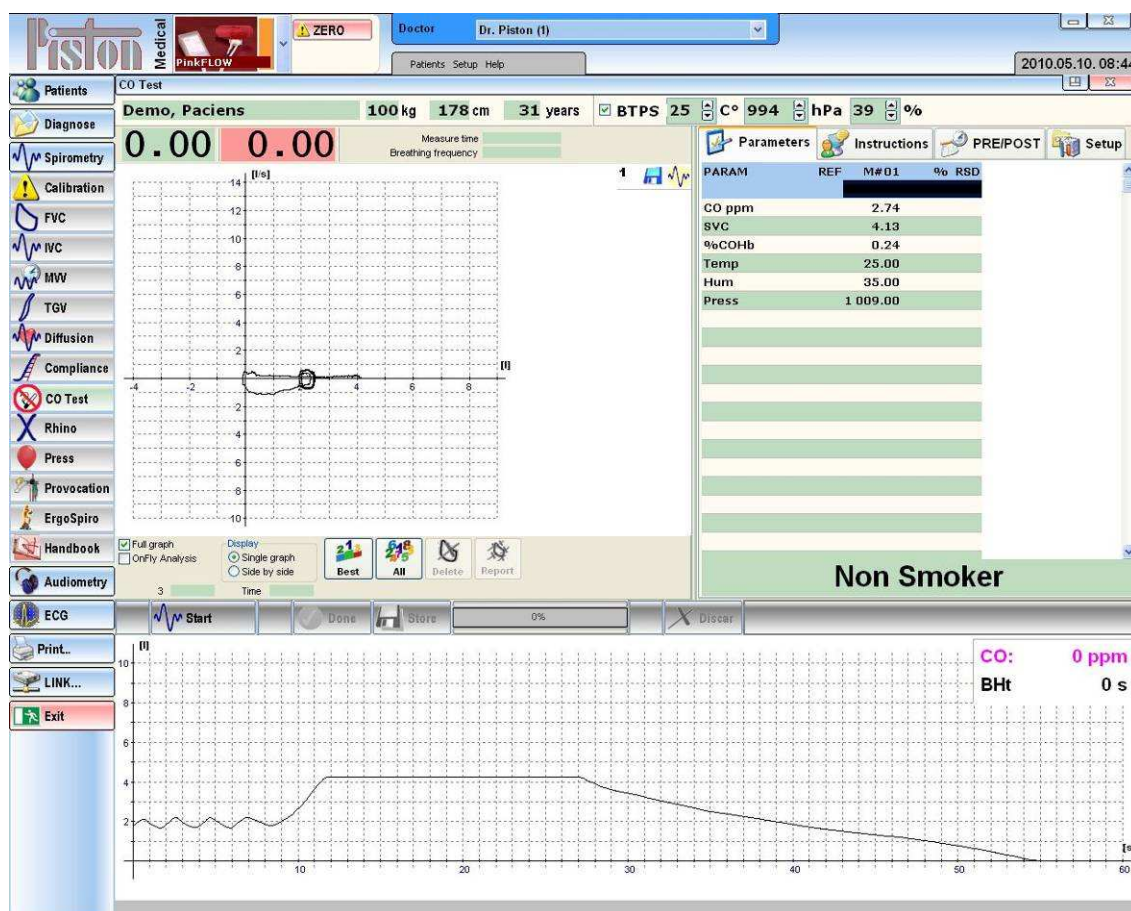 Piston
Medical
PinkFLOW
ZERO
Doctor
Dr. Piston (1)
Patients Setup Help
2010.05.10. 08:44
Patients
Diagnose
Spirometry
Calibration
FVC
IVC
MVV
TGV
Diffusion
Compliance
CO Test
Rhino
Press
Provocation
ErgoSpiro
Handbook
Audiometry
ECG
Print...
LINK...
Exit
CO Test
Demo, Paciens 100 kg 178 cm 31 years BTPS 25 C° 994 hPa 39 %
0.00 0.00
Measure time
Breathing frequency
1
[l/s]
14
12
10
8
6
4
2
[l]
-4 -2 2 4 6 8
2
4
6
8
10
Full graph
OnFly Analysis
Display
Single graph
Side by side
Best
All
Delete
Report
3 Time
Parameters Instructions PRE/POST Setup
PARAM REF M#01 % RSD
CO ppm 2.74
SVC 4.13
%COHb 0.24
Temp 25.00
Hum 35.00
Press 1 009.00
Non Smoker
Start Done Store 0% Discar
[l]
10
8
6
4
2
10 20 30 40 50 60
[s
CO: 0 ppm
BHt 0 s